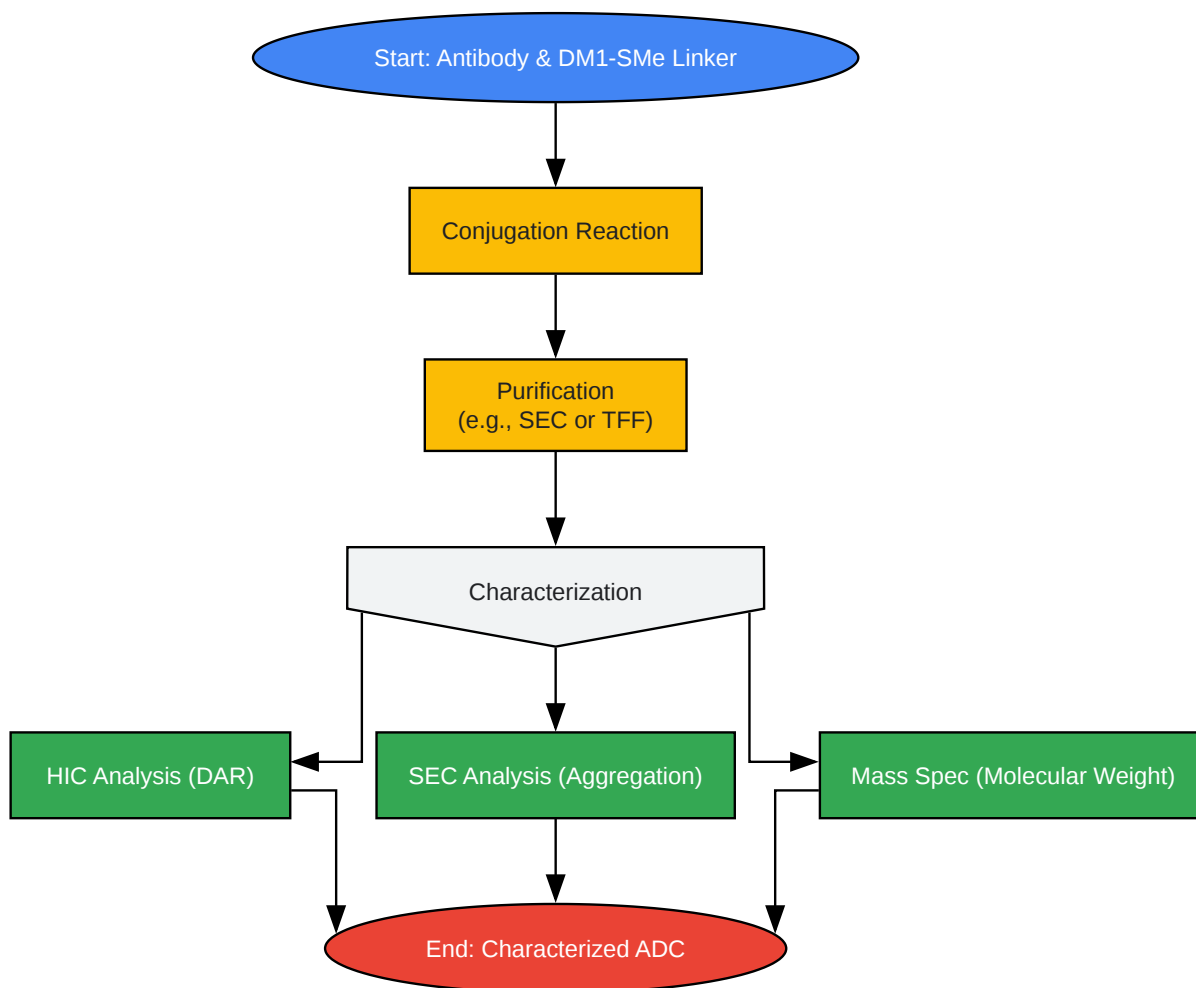 Start: Antibody & DM1-SMe Linker
Conjugation Reaction
Purification
(e.g., SEC or TFF)
Characterization
HIC Analysis (DAR)
SEC Analysis (Aggregation)
Mass Spec (Molecular Weight)
End: Characterized ADC